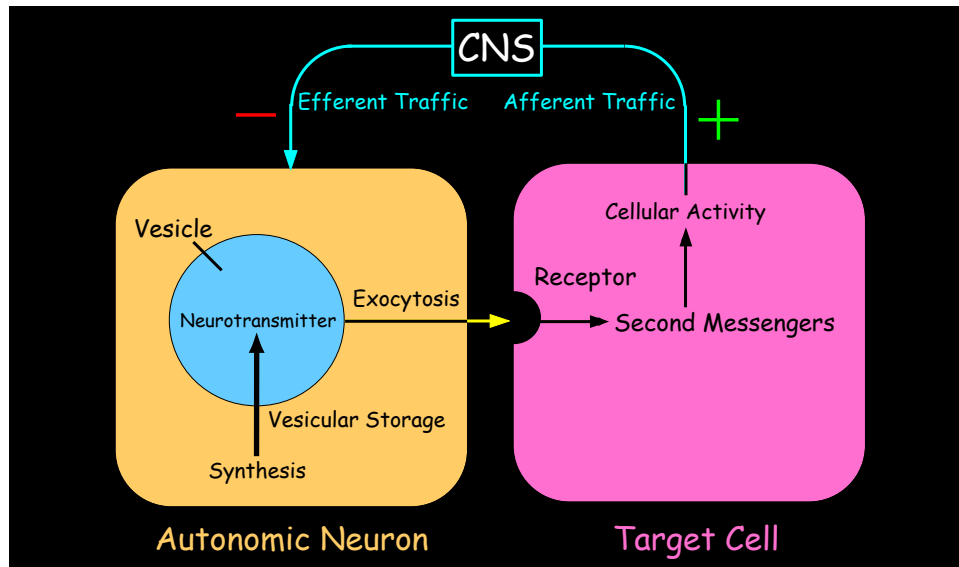 CNS
Efferent Traffic
Afferent Traffic
Vesicle
Neurotransmitter
Exocytosis
Vesicular Storage
Synthesis
Cellular Activity
Receptor
Second Messengers
Autonomic Neuron
Target Cell